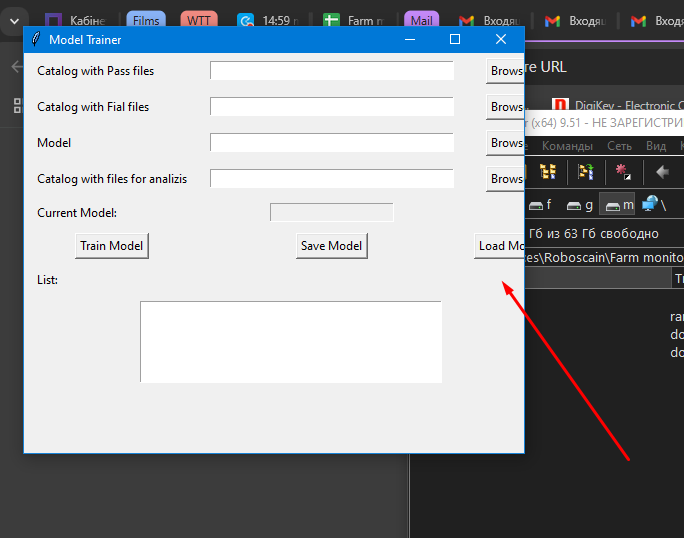 Кабіне Films WTT 14:59 Farm m Mail Входящ Входящ Входящ
Model Trainer
те URL
Catalog with Pass files Brows
DigiKey - Electronic C
Catalog with Fial files Brows
(x64) 9.51 - НЕ ЗАРЕГИСТРИ
Model Brows
Команды Сеть Вид
Catalog with files for analizis Brows
f g m \
Current Model:
Train Model Save Model Load Mo
Гб из 63 Гб свободно
res\Roboscain\Farm monito
List:
ra
do
do